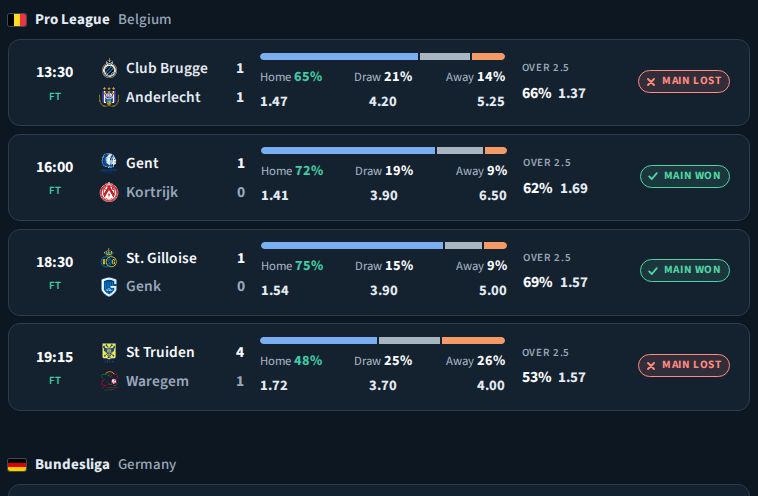 Pro League Belgium
13:30
FT
Club Brugge 1
Anderlecht 1
Home 65% Draw 21% Away 14%
1.47 4.20 5.25
OVER 2.5
66% 1.37
MAIN LOST
16:00
FT
Gent 1
Kortrijk 0
Home 72% Draw 19% Away 9%
1.41 3.90 6.50
OVER 2.5
62% 1.69
MAIN WON
18:30
FT
St. Gilloise 1
Genk 0
Home 75% Draw 15% Away 9%
1.54 3.90 5.00
OVER 2.5
69% 1.57
MAIN WON
19:15
FT
St Truiden 4
Waregem 1
Home 48% Draw 25% Away 26%
1.72 3.70 4.00
OVER 2.5
53% 1.57
MAIN LOST
Bundesliga Germany